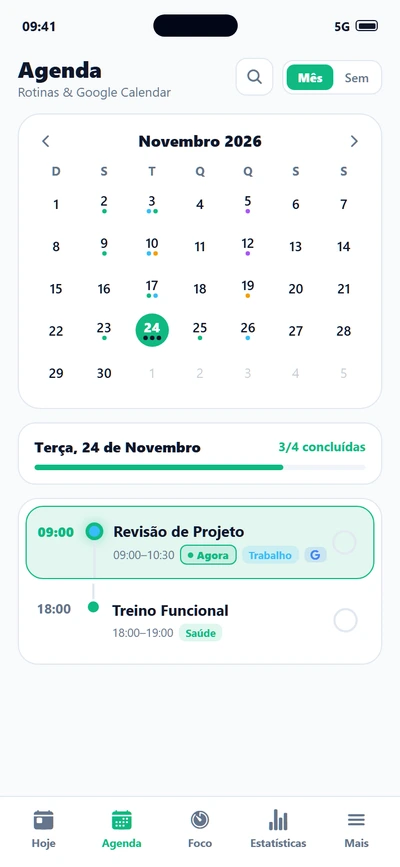 09:41
5G
Agenda
Rotinas & Google Calendar
Mês Sem
Novembro 2026
D S T Q Q S S
1 2 3 4 5 6 7
8 9 10 11 12 13 14
15 16 17 18 19 20 21
22 23 24 25 26 27 28
29 30 1 2 3 4 5
Terça, 24 de Novembro 3/4 concluídas
09:00 Revisão de Projeto
09:00–10:30 Agora Trabalho G
18:00 Treino Funcional
18:00–19:00 Saúde
Hoje Agenda Foco Estatísticas Mais